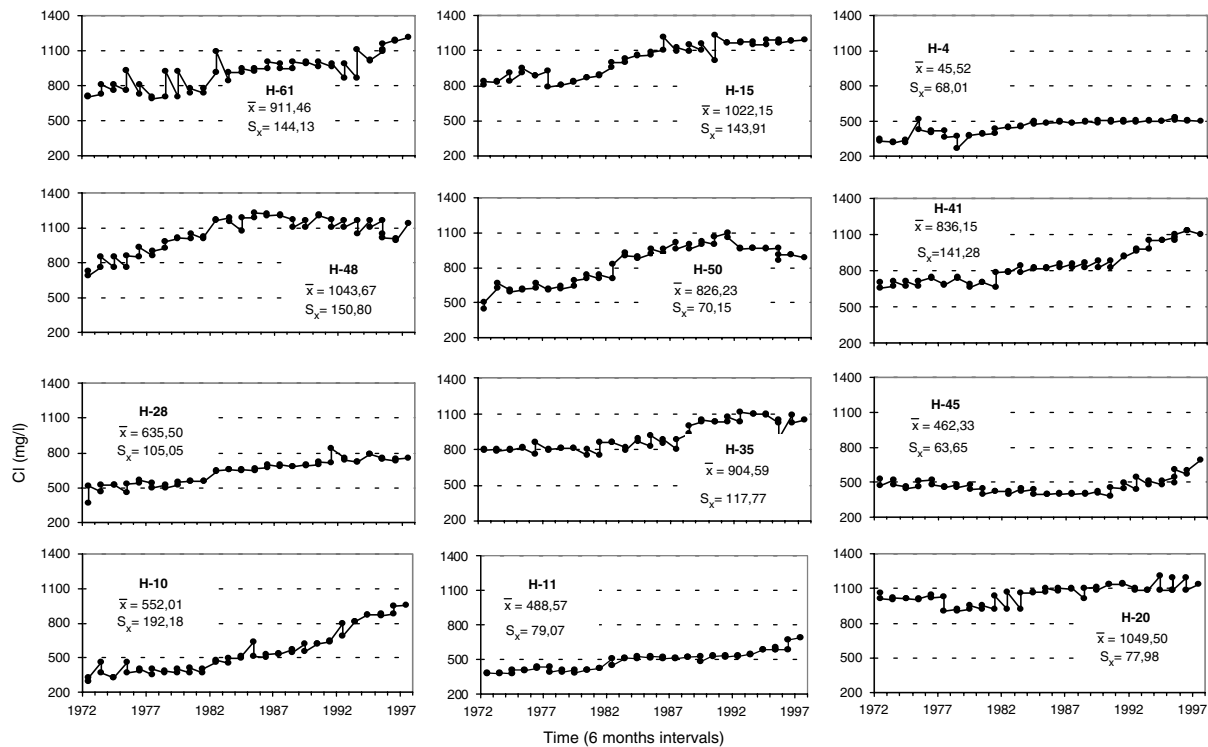 1400
1100
800
500
200
H-61
x̄ = 911,46
Sx= 144,13
1400
1100
800
500
200
H-15
x̄ = 1022,15
Sx= 143,91
1400
1100
800
500
200
H-4
x̄ = 45,52
Sx= 68,01
1400
1100
800
500
200
H-48
x̄ = 1043,67
Sx= 150,80
1400
1100
800
500
200
H-50
x̄ = 826,23
Sx= 70,15
1400
1100
800
500
200
H-41
x̄ = 836,15
Sx=141,28
Cl (mg/l)
1400
1100
800
500
200
H-28
x̄ = 635,50
Sx= 105,05
1400
1100
800
500
200
H-35
x̄ = 904,59
Sx= 117,77
1400
1100
800
500
200
H-45
x̄ = 462,33
Sx= 63,65
1400
1100
800
500
200
H-10
x̄ = 552,01
Sx= 192,18
1972 1977 1982 1987 1992 1997
1400
1100
800
500
200
H-11
x̄ = 488,57
Sx= 79,07
1972 1977 1982 1987 1992 1997
1400
1100
800
500
200
H-20
x̄ = 1049,50
Sx= 77,98
1972 1977 1982 1987 1992 1997
Time (6 months intervals)